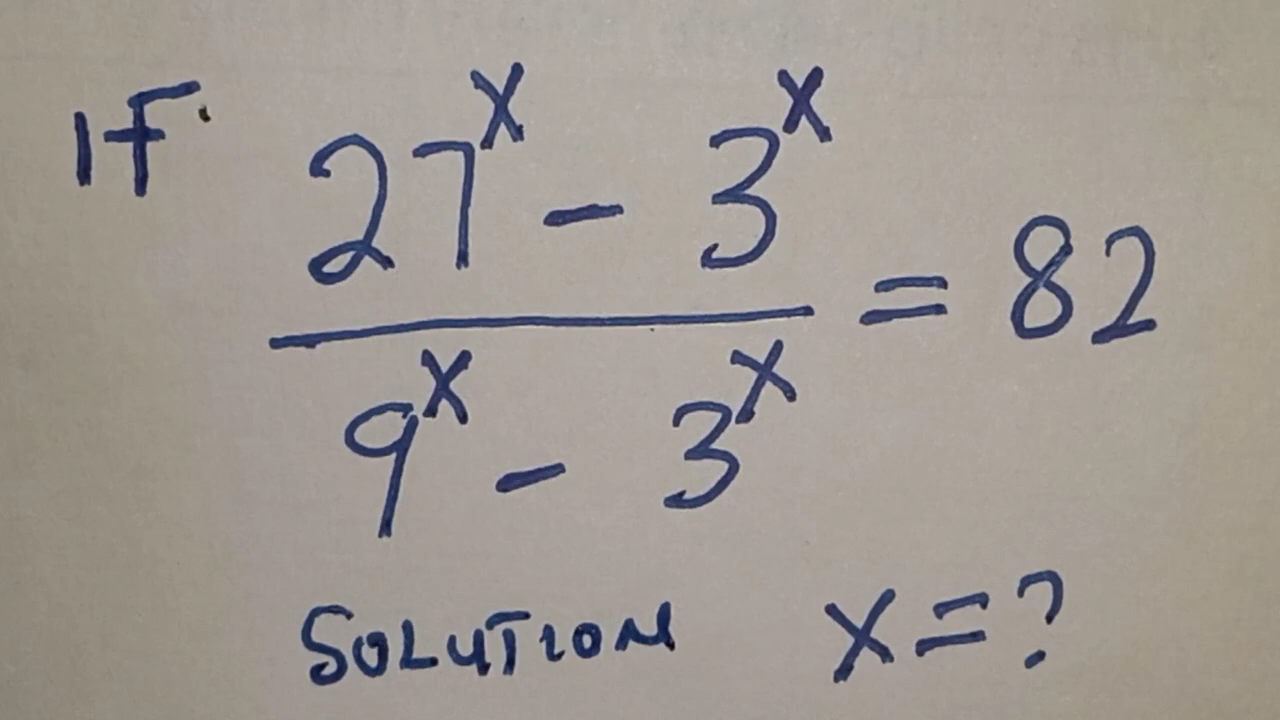 IF (27^x - 3^x) / (9^x - 3^x) = 82
SOLUTION x = ?